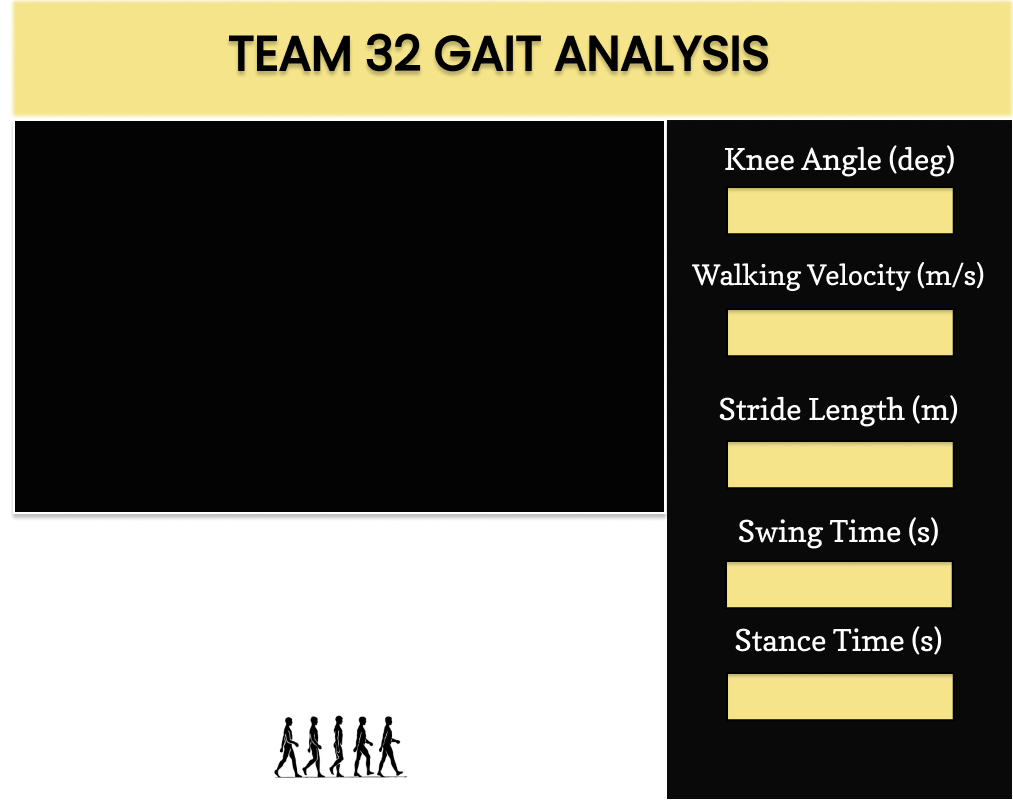 TEAM 32 GAIT ANALYSIS
Knee Angle (deg)
Walking Velocity (m/s)
Stride Length (m)
Swing Time (s)
Stance Time (s)